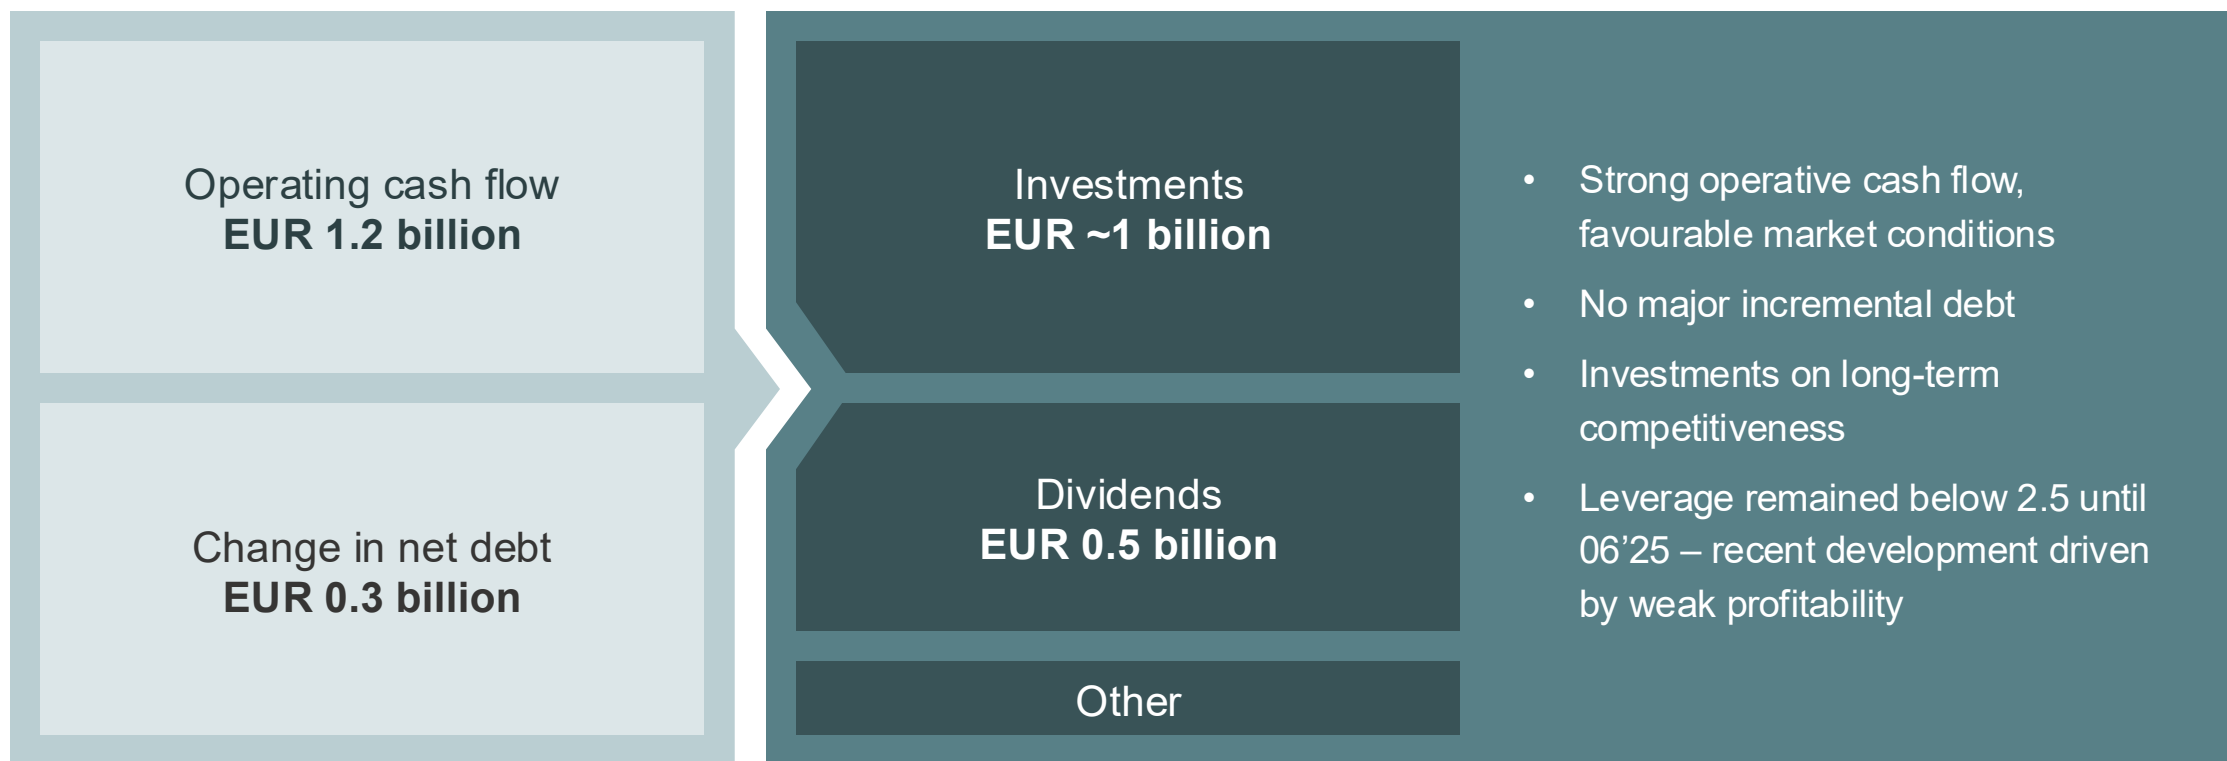 Operating cash flow
EUR 1.2 billion
Change in net debt
EUR 0.3 billion
Investments
EUR ~1 billion
Dividends
EUR 0.5 billion
Other
• Strong operative cash flow,
favourable market conditions
• No major incremental debt
• Investments on long-term
competitiveness
• Leverage remained below 2.5 until
06’25 – recent development driven
by weak profitability